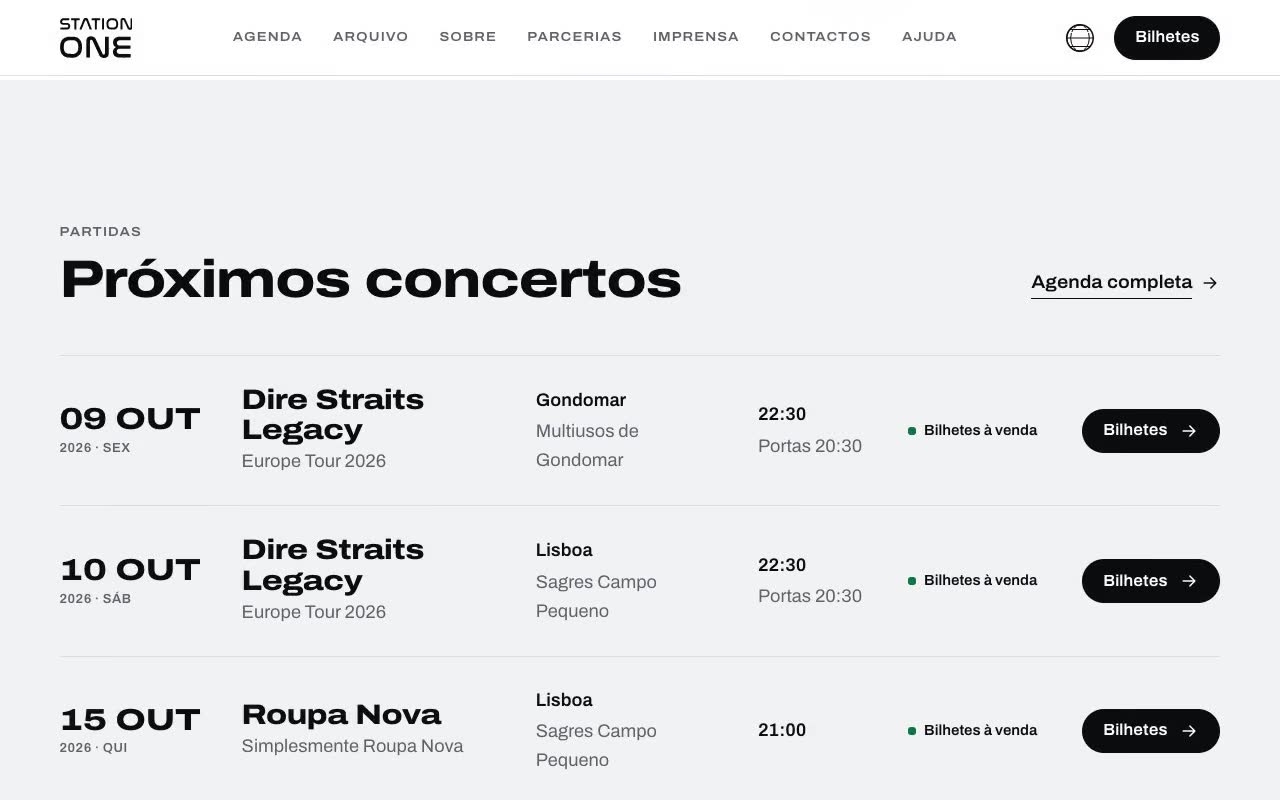 STATION
ONE
AGENDA ARQUIVO SOBRE PARCERIAS IMPRENSA CONTACTOS AJUDA
Bilhetes
PARTIDAS
Próximos concertos
Agenda completa →
09 OUT
2026 · SEX
Dire Straits
Legacy
Europe Tour 2026
Gondomar
Multiusos de
Gondomar
22:30
Portas 20:30
Bilhetes à venda
Bilhetes →
10 OUT
2026 · SÁB
Dire Straits
Legacy
Europe Tour 2026
Lisboa
Sagres Campo
Pequeno
22:30
Portas 20:30
Bilhetes à venda
Bilhetes →
15 OUT
2026 · QUI
Roupa Nova
Simplesmente Roupa Nova
Lisboa
Sagres Campo
Pequeno
21:00
Bilhetes à venda
Bilhetes →